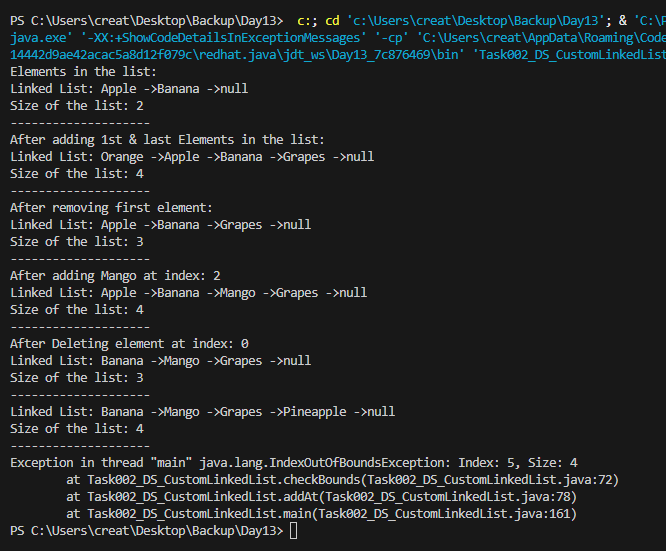 PS C:\Users\creat\Desktop\Backup\Day13>  c:; cd 'c:\Users\creat\Desktop\Backup\Day13'; & 'C:\P
java.exe' '-XX:+ShowCodeDetailsInExceptionMessages' '-cp' 'C:\Users\creat\AppData\Roaming\Code
14442d9ae42acac5a8d12f079c\redhat.java\jdt_ws\Day13_7c876469\bin' 'Task002_DS_CustomLinkedList
Elements in the list:
Linked List: Apple ->Banana ->null
Size of the list: 2
--------------------
After adding 1st & last Elements in the list:
Linked List: Orange ->Apple ->Banana ->Grapes ->null
Size of the list: 4
--------------------
After removing first element:
Linked List: Apple ->Banana ->Grapes ->null
Size of the list: 3
--------------------
After adding Mango at index: 2
Linked List: Apple ->Banana ->Mango ->Grapes ->null
Size of the list: 4
--------------------
After Deleting element at index: 0
Linked List: Banana ->Mango ->Grapes ->null
Size of the list: 3
--------------------
Linked List: Banana ->Mango ->Grapes ->Pineapple ->null
Size of the list: 4
--------------------
Exception in thread "main" java.lang.IndexOutOfBoundsException: Index: 5, Size: 4
        at Task002_DS_CustomLinkedList.checkBounds(Task002_DS_CustomLinkedList.java:72)
        at Task002_DS_CustomLinkedList.addAt(Task002_DS_CustomLinkedList.java:78)
        at Task002_DS_CustomLinkedList.main(Task002_DS_CustomLinkedList.java:161)
PS C:\Users\creat\Desktop\Backup\Day13>